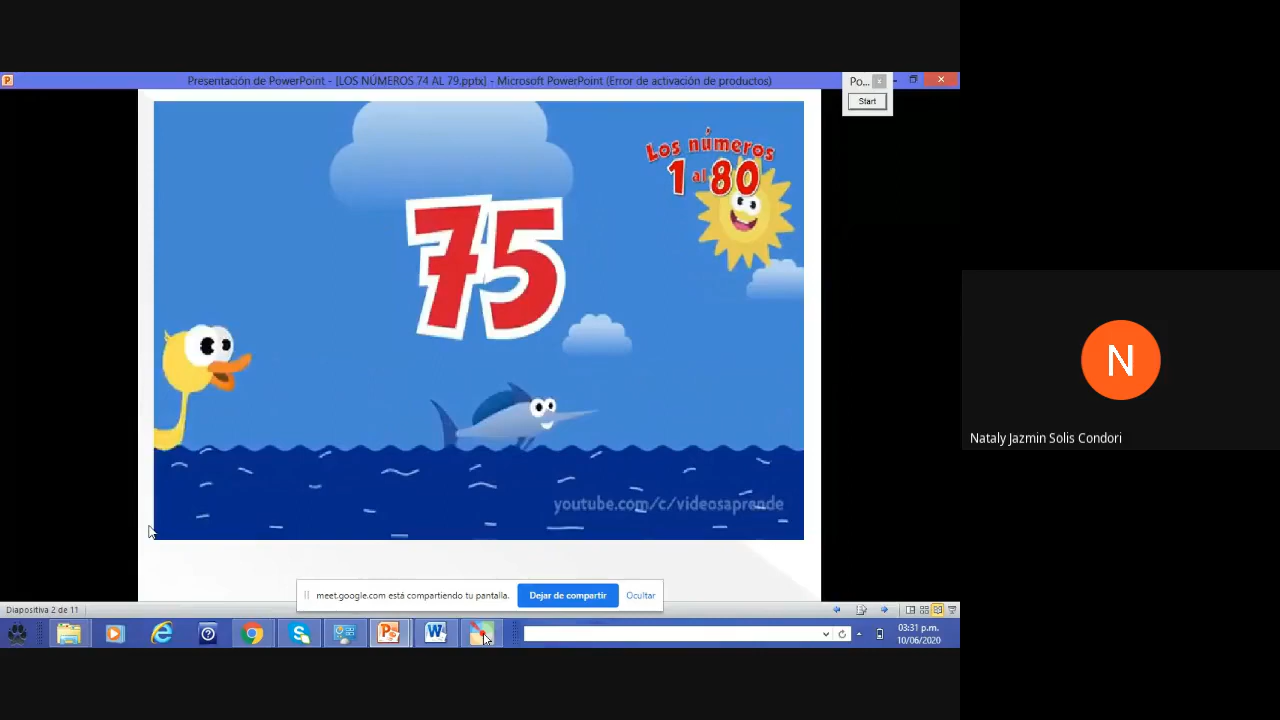 Presentación de PowerPoint - [LOS NÚMEROS 74 AL 79.pptx] - Microsoft PowerPoint (Error de activación de productos)
Po...
Start
Los números
1 al 80
75
youtube.com/c/videosaprende
N
Nataly Jazmin Solis Condori
meet.google.com está compartiendo tu pantalla.
Dejar de compartir
Ocultar
Diapositiva 2 de 11
03:31 p.m.
10/06/2020